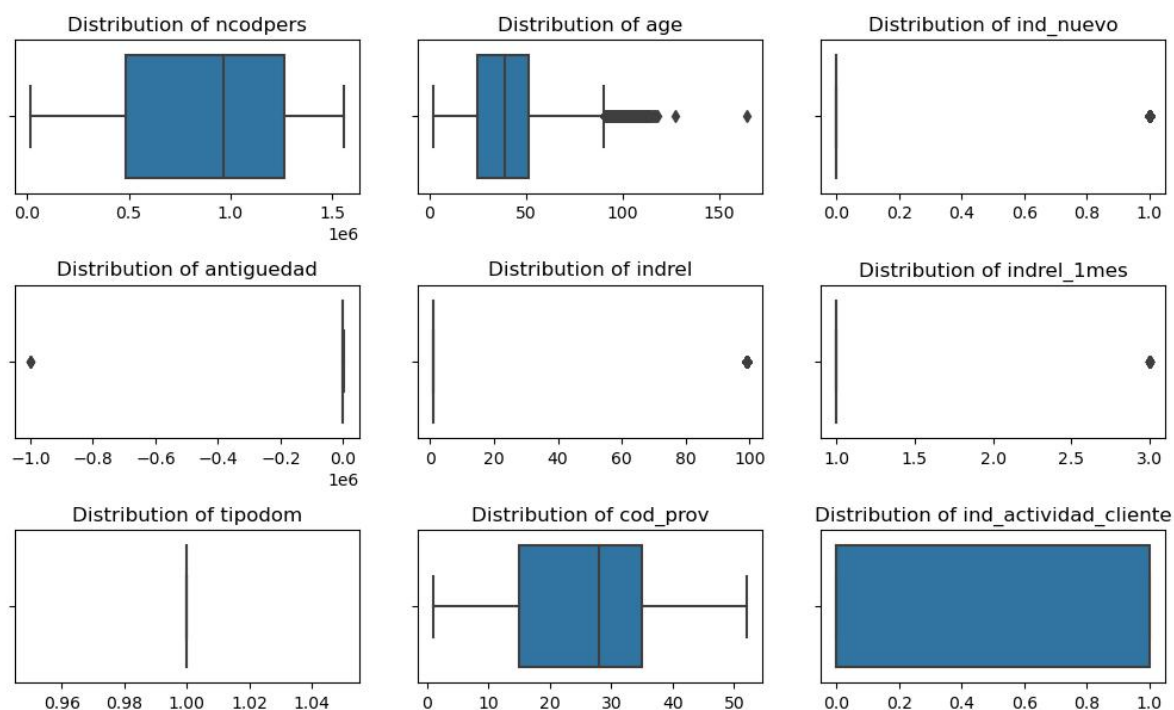 Distribution of ncodpers
Distribution of age
Distribution of ind_nuevo
0.0 0.5 1.0 1.5
1e6
0 50 100 150
0.0 0.2 0.4 0.6 0.8 1.0
Distribution of antiguedad
Distribution of indrel
Distribution of indrel_1mes
−1.0 −0.8 −0.6 −0.4 −0.2 0.0
1e6
0 20 40 60 80 100
1.0 1.5 2.0 2.5 3.0
Distribution of tipodom
Distribution of cod_prov
Distribution of ind_actividad_cliente
0.96 0.98 1.00 1.02 1.04
0 10 20 30 40 50
0.0 0.2 0.4 0.6 0.8 1.0